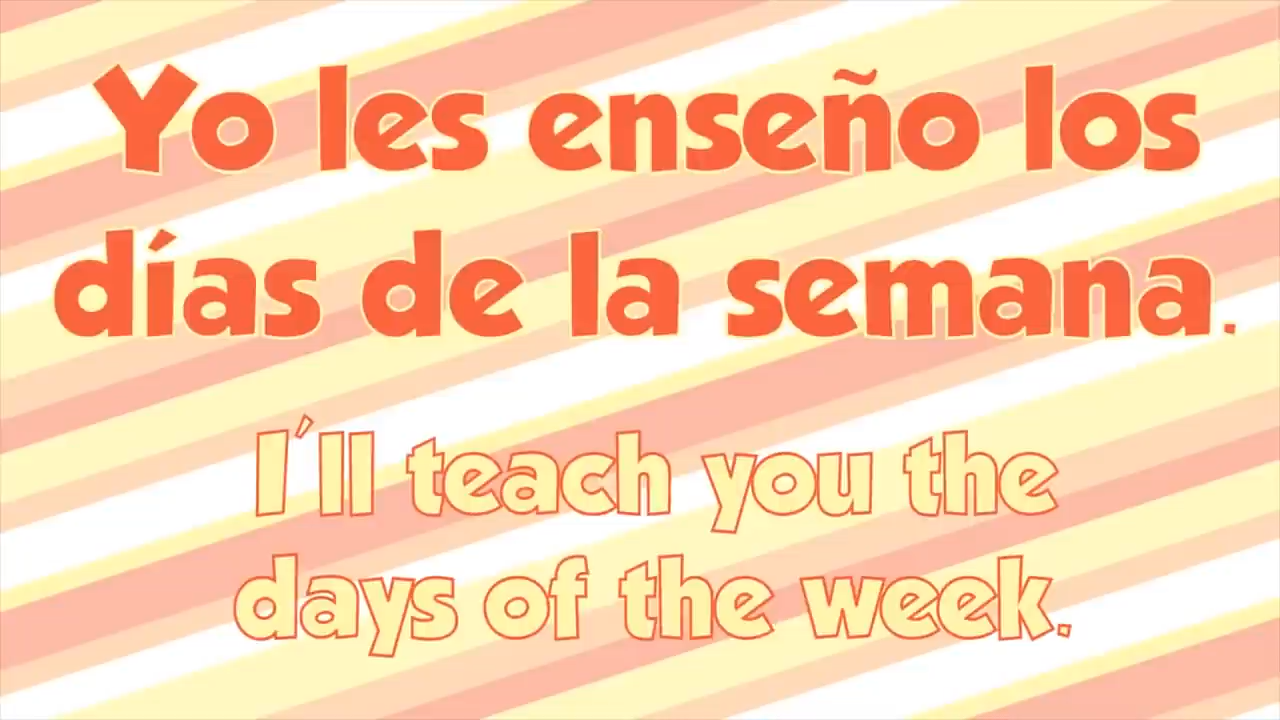 Yo les enseño los
días de la semana.
I'll teach you the
days of the week.